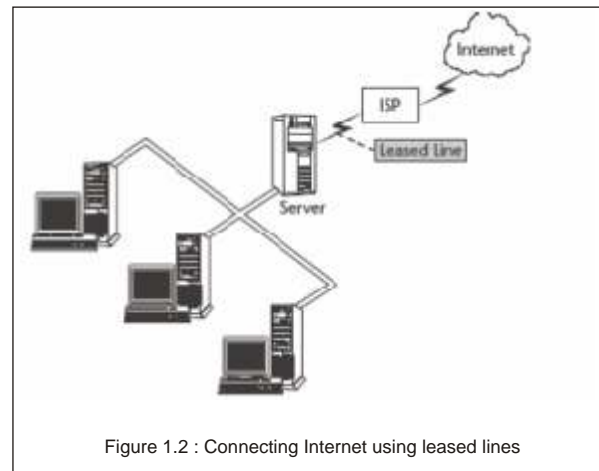 Internet
ISP
Leased Line
Server
Figure 1.2 : Connecting Internet using leased lines